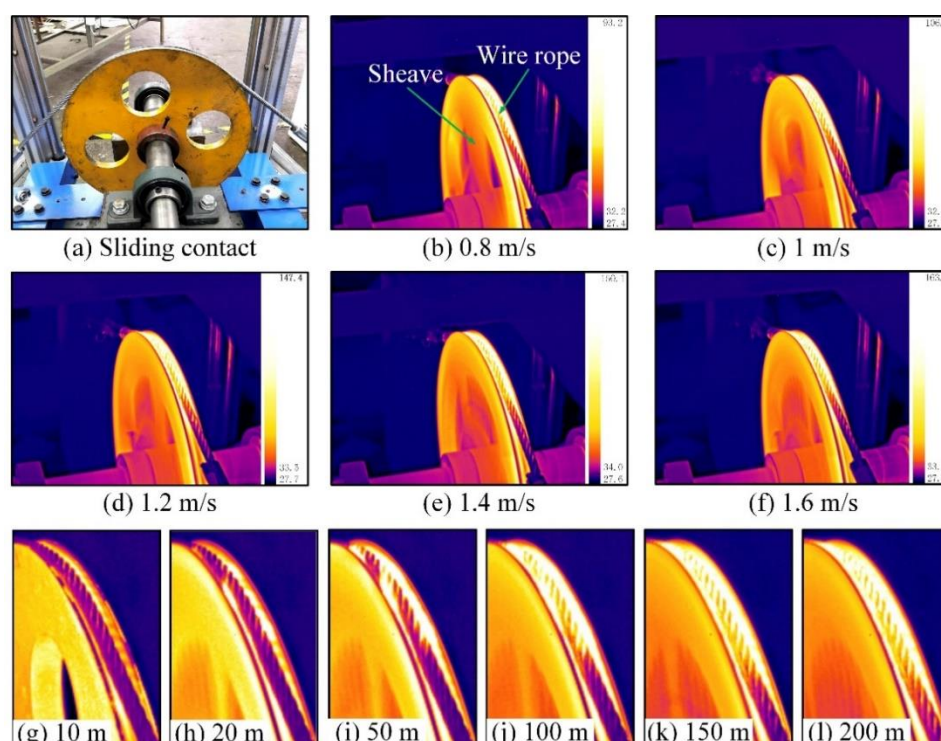 93.2
Sheave
Wire rope
32.2
27.4
(a) Sliding contact
(b) 0.8 m/s
(c) 1 m/s
147.4
33.5
27.7
34.0
27.6
(d) 1.2 m/s
(e) 1.4 m/s
(f) 1.6 m/s
(g) 10 m
(h) 20 m
(i) 50 m
(j) 100 m
(k) 150 m
(l) 200 m